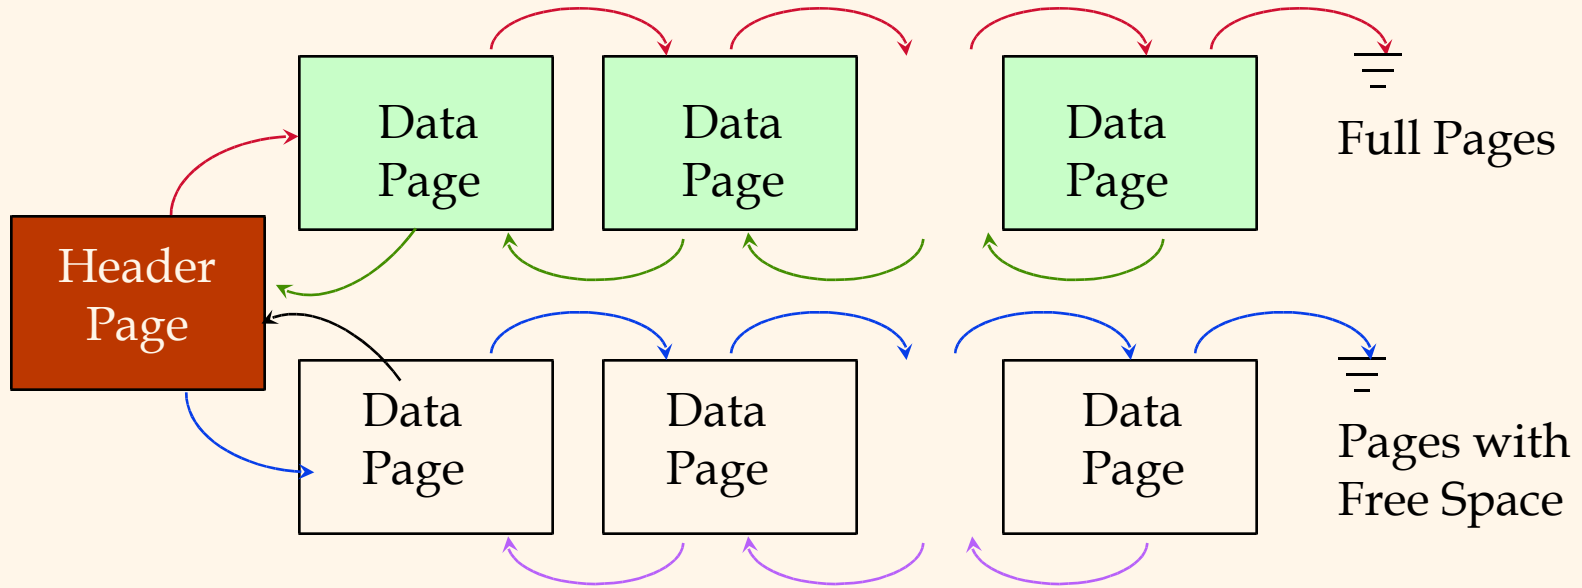 Data
Page
Data
Page
Data
Page
Full Pages
Header
Page
Data
Page
Data
Page
Data
Page
Pages with
Free Space